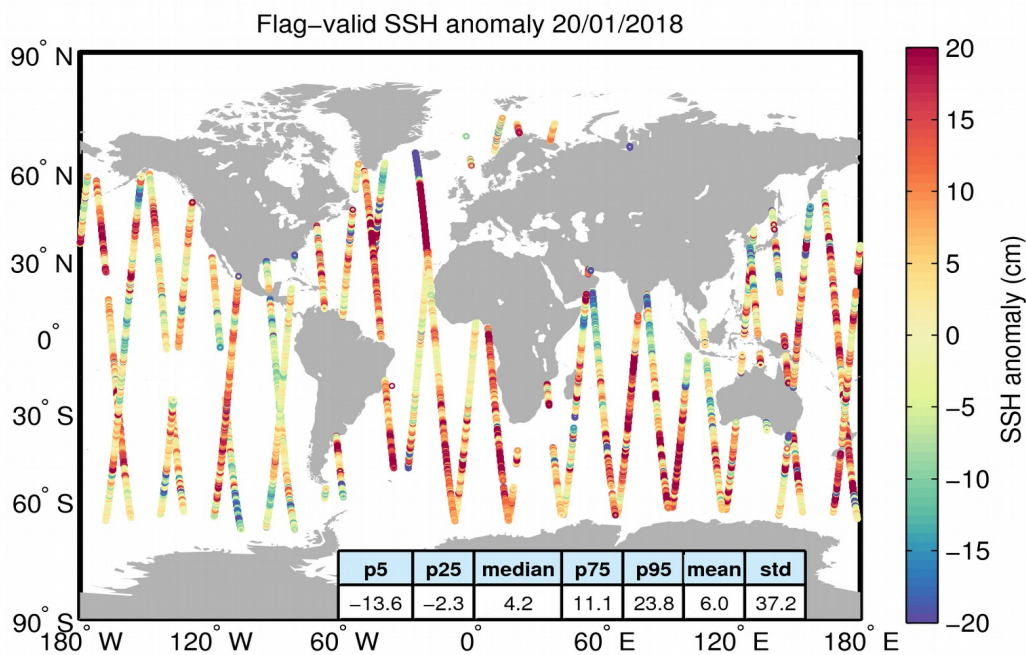 Flag−valid SSH anomaly 20/01/2018
90° N
60° N
30° N
0°
30° S
60° S
90° S
180° W
120° W
60° W
0°
60° E
120° E
180° E
p5 p25 median p75 p95 mean std
−13.6 −2.3 4.2 11.1 23.8 6.0 37.2
20
15
10
5
0
−5
−10
−15
−20
SSH anomaly (cm)